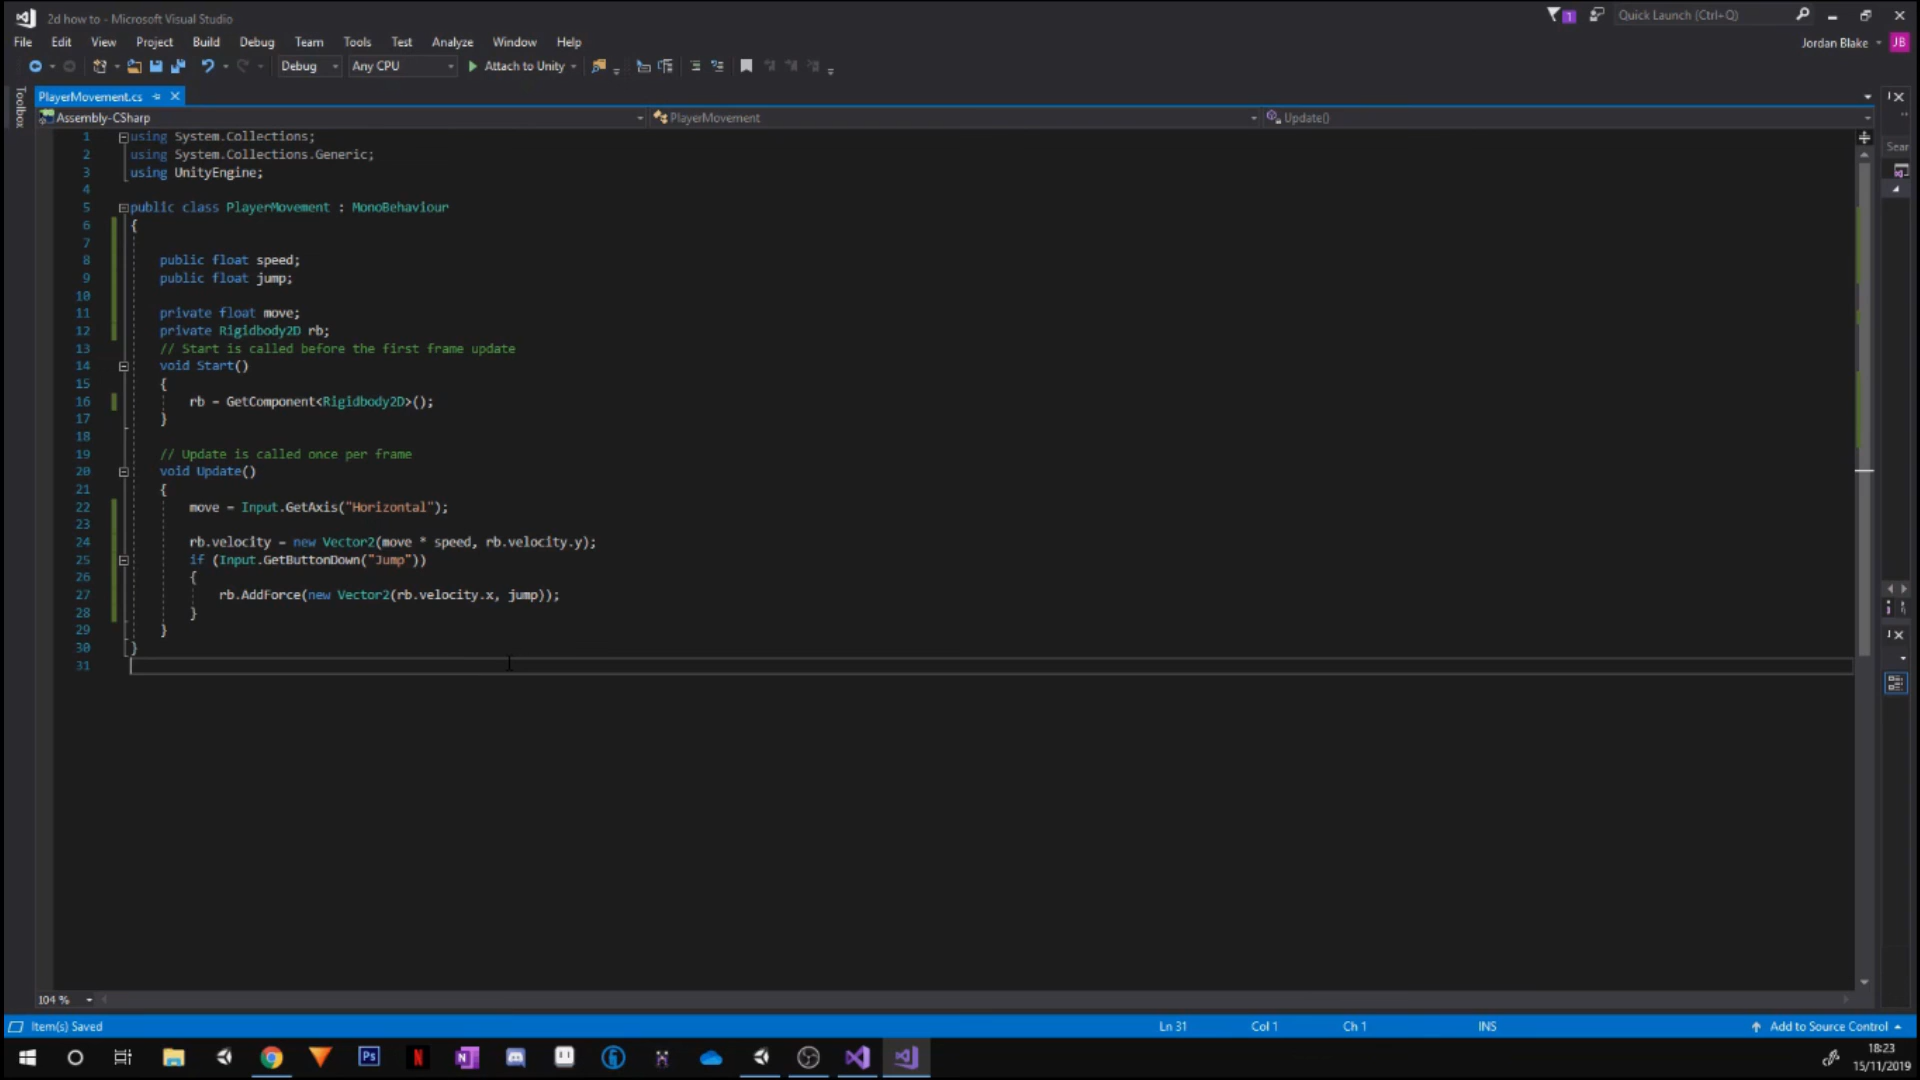 2d how to - Microsoft Visual Studio
1
Quick Launch (Ctrl+Q)
File Edit View Project Build Debug Team Tools Test Analyze Window Help
Jordan Blake
JB
Debug Any CPU Attach to Unity
Toolbox
PlayerMovement.cs
Assembly-CSharp PlayerMovement Update()
1 using System.Collections;
2 using System.Collections.Generic;
3 using UnityEngine;
4
5 public class PlayerMovement : MonoBehaviour
6 {
7
8 public float speed;
9 public float jump;
10
11 private float move;
12 private Rigidbody2D rb;
13 // Start is called before the first frame update
14 void Start()
15 {
16 rb = GetComponent<Rigidbody2D>();
17 }
18
19 // Update is called once per frame
20 void Update()
21 {
22 move = Input.GetAxis("Horizontal");
23
24 rb.velocity = new Vector2(move * speed, rb.velocity.y);
25 if (Input.GetButtonDown("Jump"))
26 {
27 rb.AddForce(new Vector2(rb.velocity.x, jump));
28 }
29 }
30 }
31
Sear
104 %
Item(s) Saved
Ln 31 Col 1 Ch 1 INS
Add to Source Control
Ps
N
N
18:23
15/11/2019